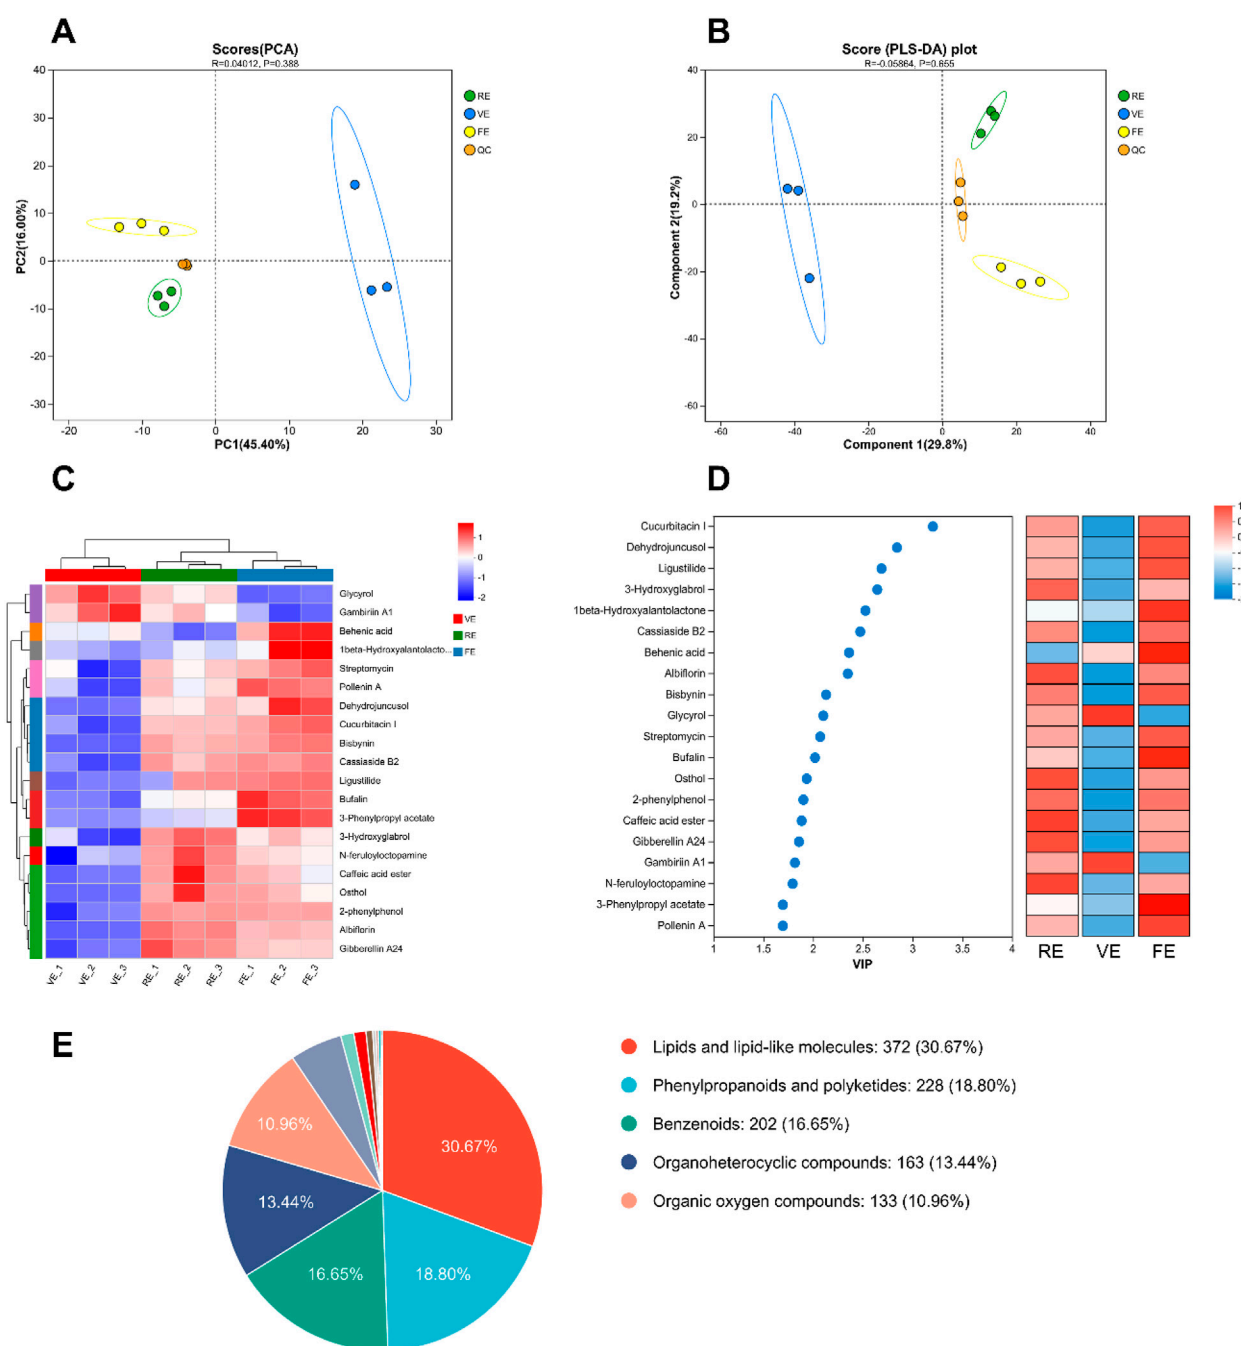 A
Scores(PCA)
R=0.04012, P=0.388
40
30
20
10
0
-10
-20
-30
-20
-10
0
10
20
30
PC2(16.00%)
PC1(45.40%)
RE
VE
FE
QC
B
Score (PLS-DA) plot
R=-0.05864, P=0.655
40
20
0
-20
-40
-60
-60
-40
-20
0
20
40
Component 2(19.2%)
Component 1(29.8%)
RE
VE
FE
QC
C
1
0
-1
-2
VE
RE
FE
Glycyrol
Gambiriin A1
Behenic acid
1beta-Hydroxyalantolacto...
Streptomycin
Pollenin A
Dehydrojuncusol
Cucurbitacin I
Bisbynin
Cassiaside B2
Ligustilide
Bufalin
3-Phenylpropyl acetate
3-Hydroxyglabrol
N-feruloyloctopamine
Caffeic acid ester
Osthol
2-phenylphenol
Albiflorin
Gibberellin A24
VE_1
VE_2
VE_3
RE_1
RE_2
RE_3
FE_1
FE_2
FE_3
D
Cucurbitacin I
Dehydrojuncusol
Ligustilide
3-Hydroxyglabrol
1beta-Hydroxyalantolactone
Cassiaside B2
Behenic acid
Albiflorin
Bisbynin
Glycyrol
Streptomycin
Bufalin
Osthol
2-phenylphenol
Caffeic acid ester
Gibberellin A24
Gambiriin A1
N-feruloyloctopamine
3-Phenylpropyl acetate
Pollenin A
1
1.5
2
2.5
3
3.5
4
VIP
RE
VE
FE
E
30.67%
18.80%
16.65%
13.44%
10.96%
Lipids and lipid-like molecules: 372 (30.67%)
Phenylpropanoids and polyketides: 228 (18.80%)
Benzenoids: 202 (16.65%)
Organoheterocyclic compounds: 163 (13.44%)
Organic oxygen compounds: 133 (10.96%)